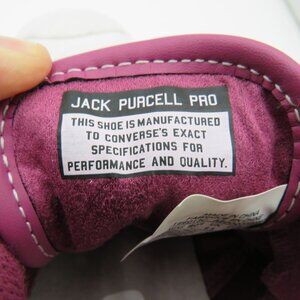 JACK PURCELL PRO
THIS SHOE IS MANUFACTURED
TO CONVERSE'S EXACT
SPECIFICATIONS FOR
PERFORMANCE AND QUALITY.